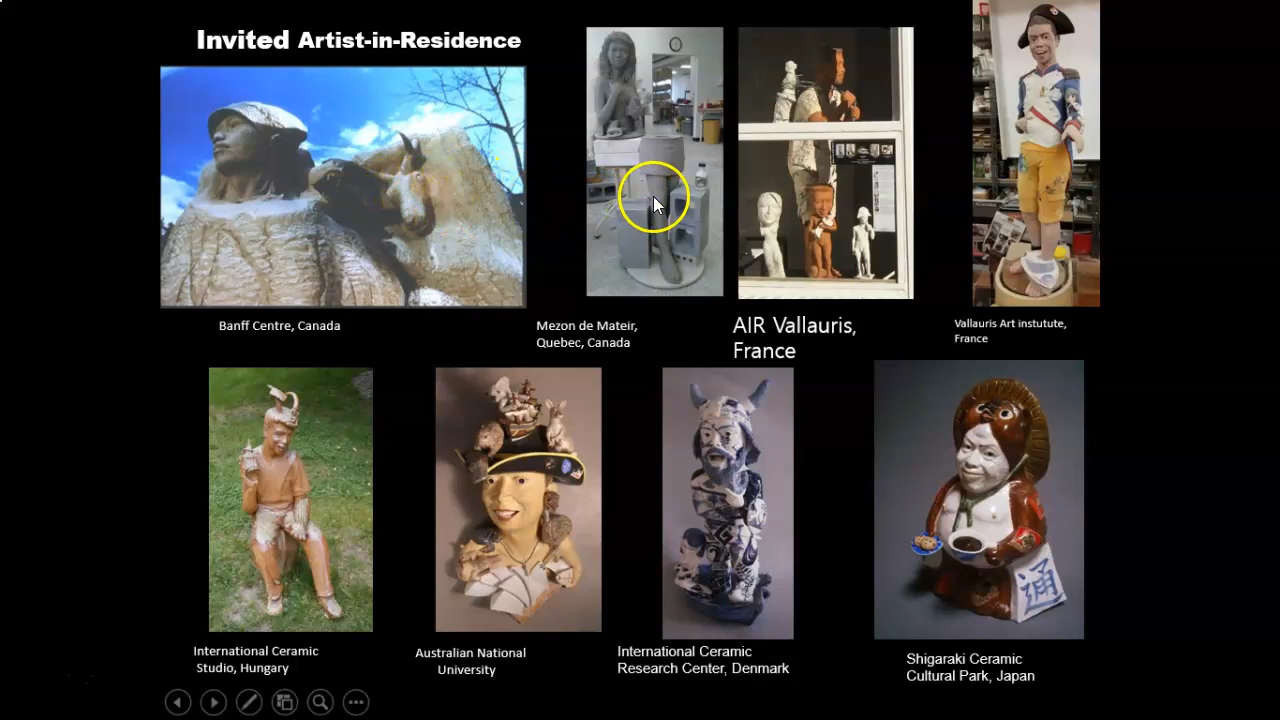 Invited Artist-in-Residence
Banff Centre, Canada
Mezon de Mateir,
Quebec, Canada
AIR Vallauris,
France
Vallauris Art instutute,
France
International Ceramic
Studio, Hungary
Australian National
University
International Ceramic
Research Center, Denmark
通
Shigaraki Ceramic
Cultural Park, Japan